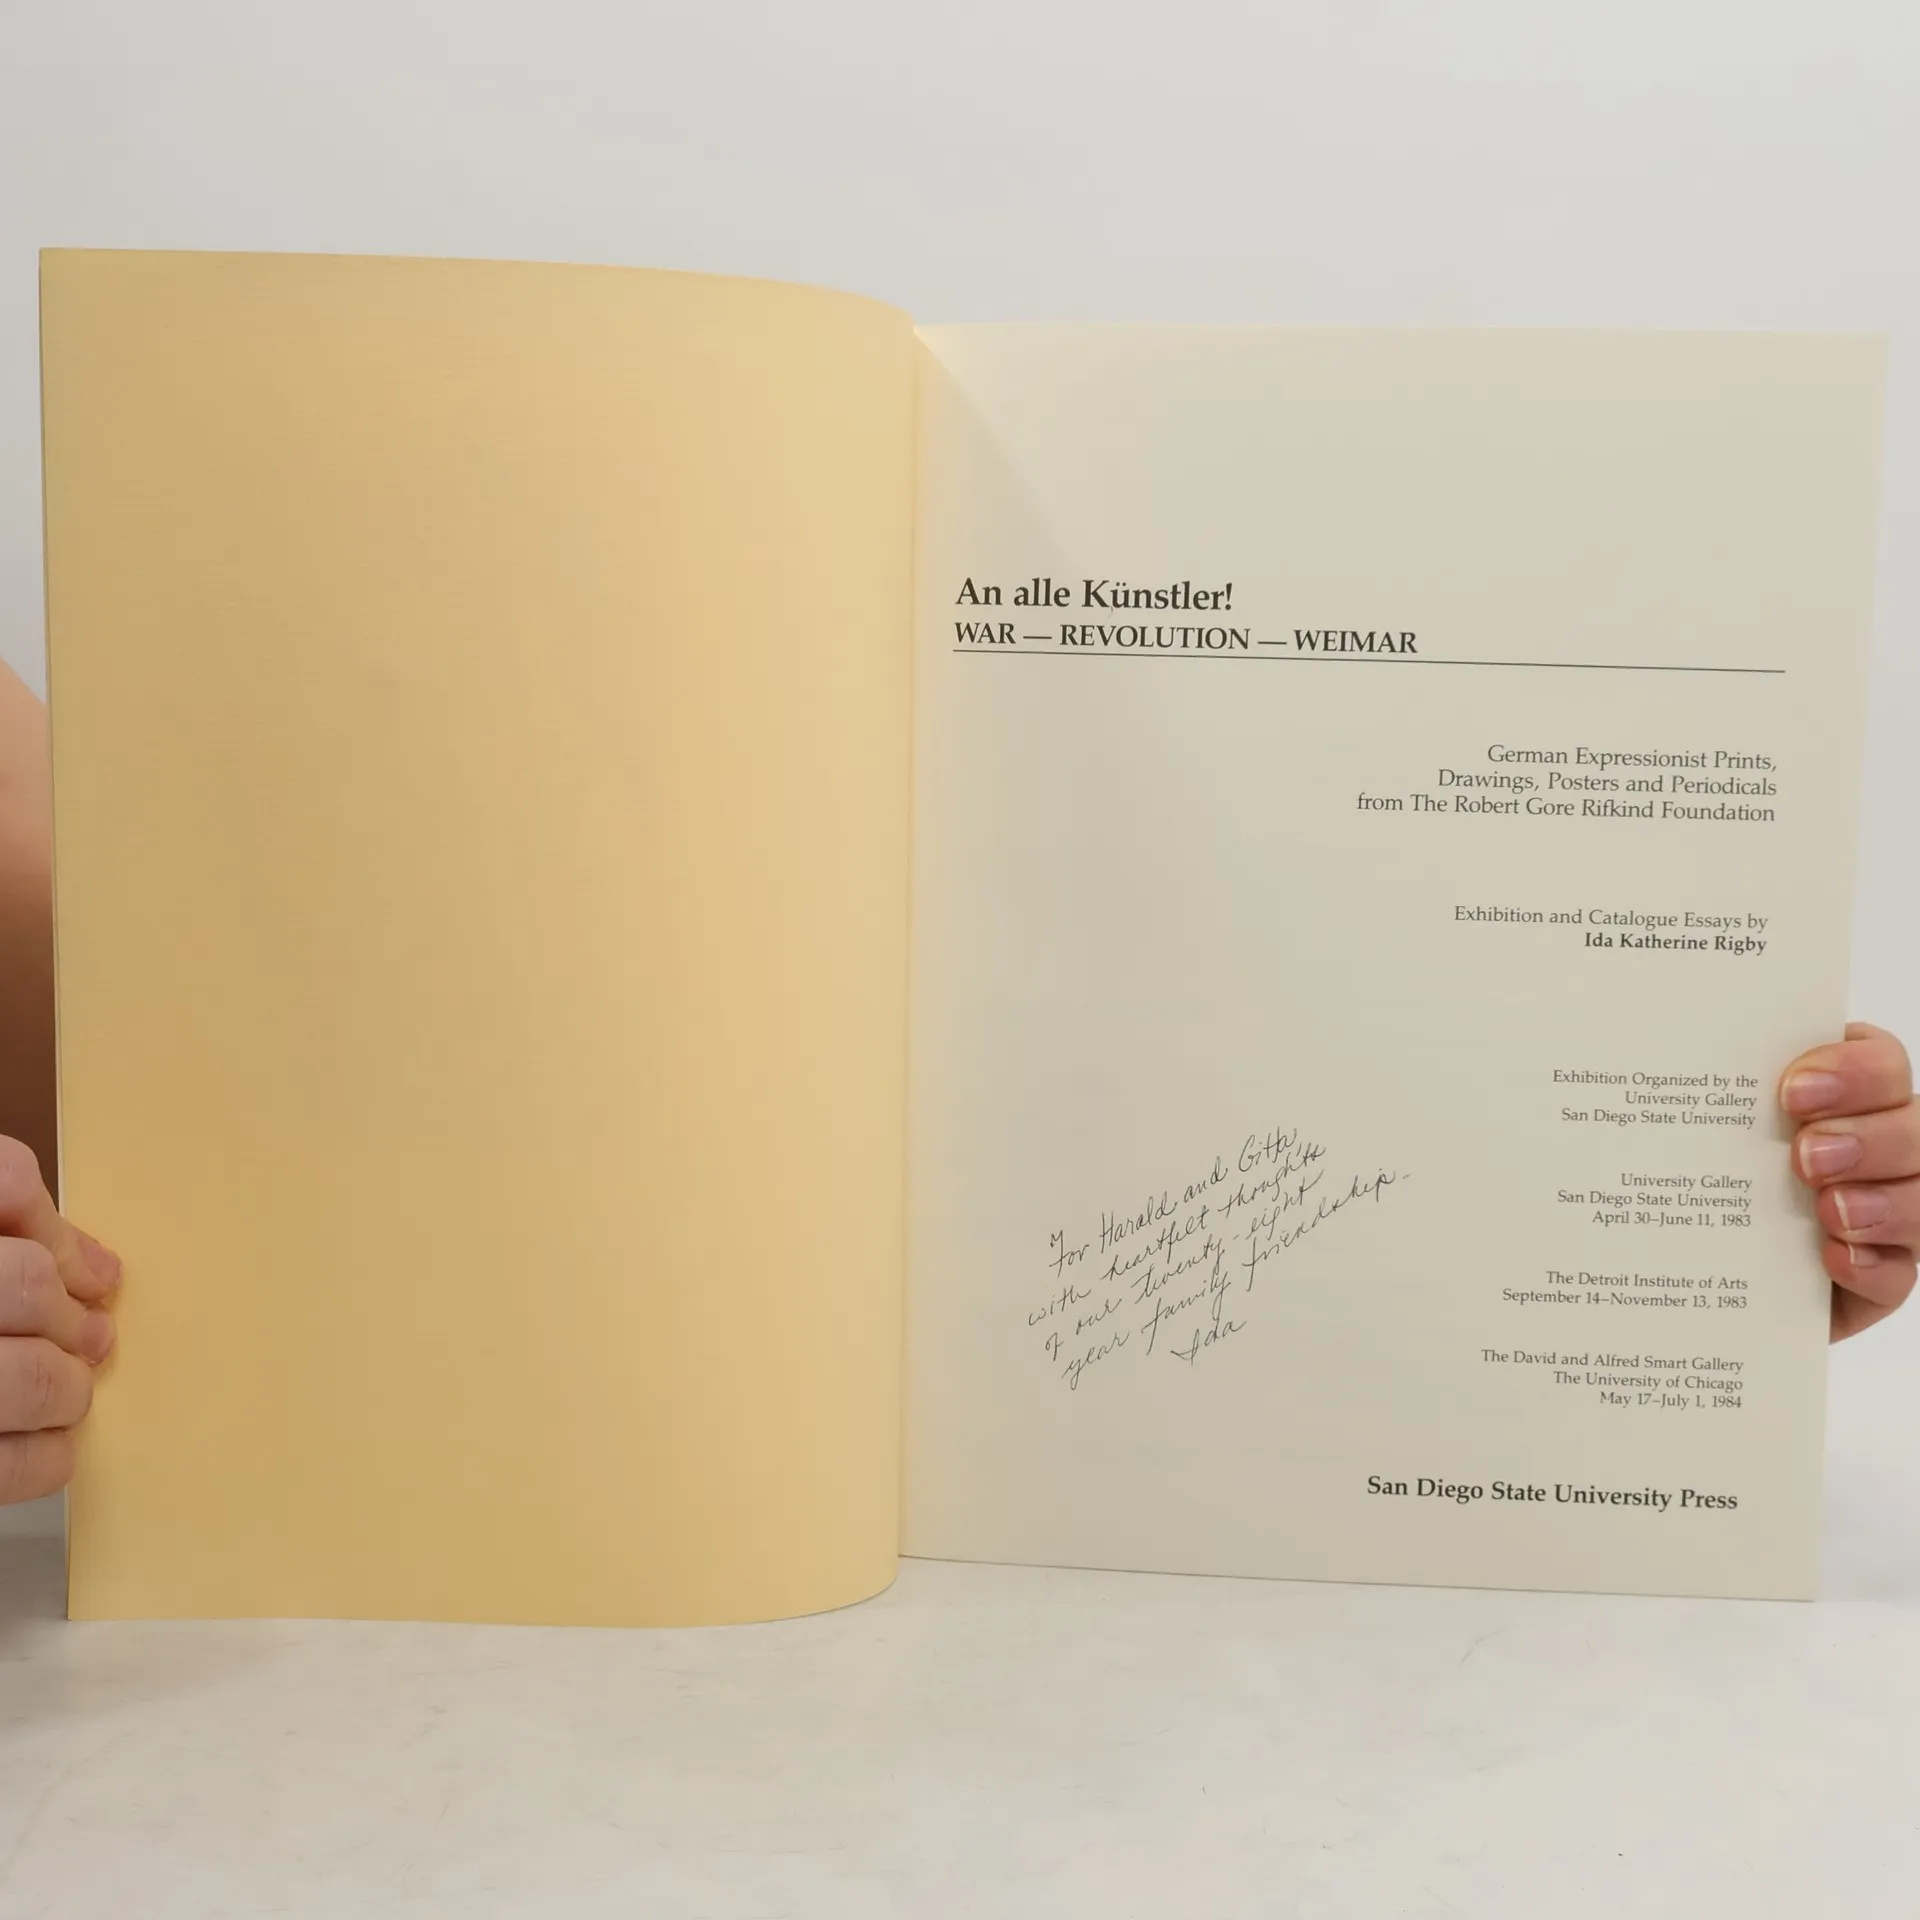 An alle Künstler!
WAR — REVOLUTION — WEIMAR
German Expressionist Prints,
Drawings, Posters and Periodicals
from The Robert Gore Rifkind Foundation
Exhibition and Catalogue Essays by
Ida Katherine Rigby
Exhibition Organized by the
University Gallery
San Diego State University
University Gallery
San Diego State University
April 30–June 11, 1983
The Detroit Institute of Arts
September 14–November 13, 1983
The David and Alfred Smart Gallery
The University of Chicago
May 17–July 1, 1984
For Harald and Gitta,
with heartfelt thoughts
of our twenty-eight
year family friendship -
Ida
San Diego State University Press